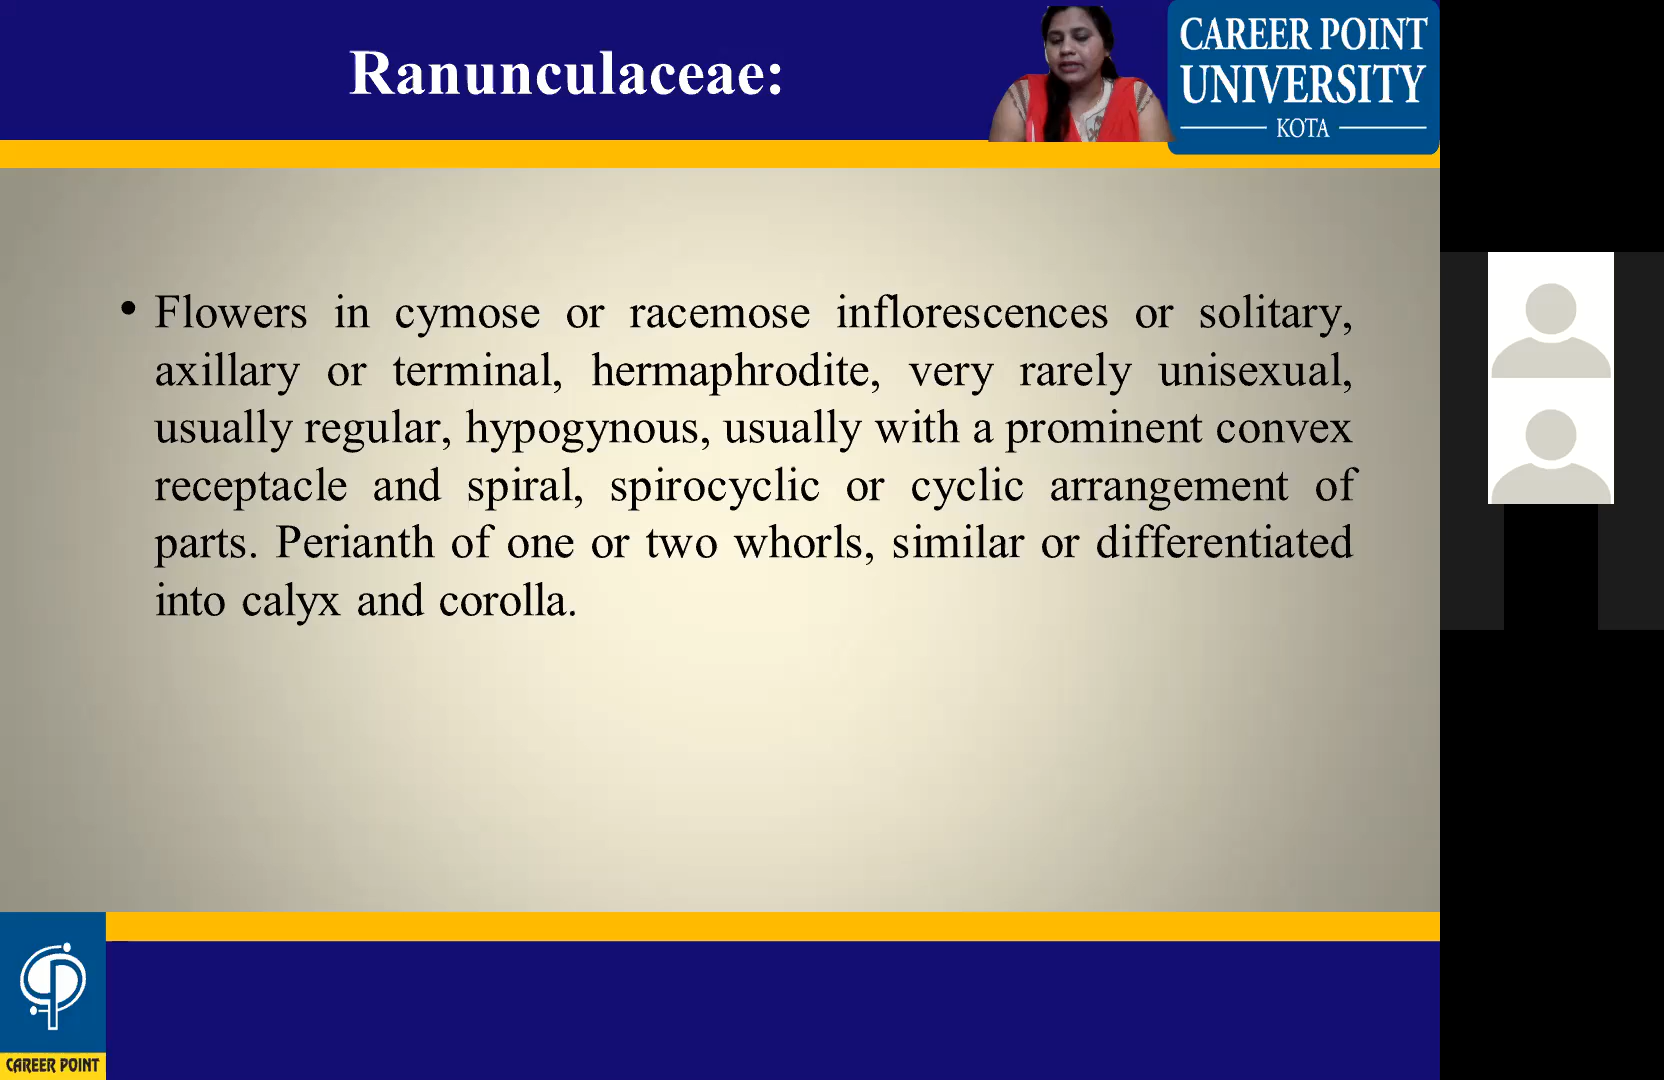 Ranunculaceae:
CAREER POINT
UNIVERSITY
KOTA
• Flowers in cymose or racemose inflorescences or solitary,
axillary or terminal, hermaphrodite, very rarely unisexual,
usually regular, hypogynous, usually with a prominent convex
receptacle and spiral, spirocyclic or cyclic arrangement of
parts. Perianth of one or two whorls, similar or differentiated
into calyx and corolla.
CAREER POINT